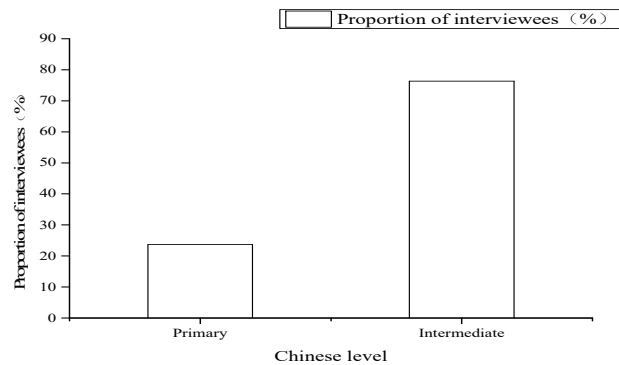 Proportion of interviewees（%）
90
80
70
60
50
40
30
20
10
0
Proportion of interviewees（%
Primary
Intermediate
Chinese level